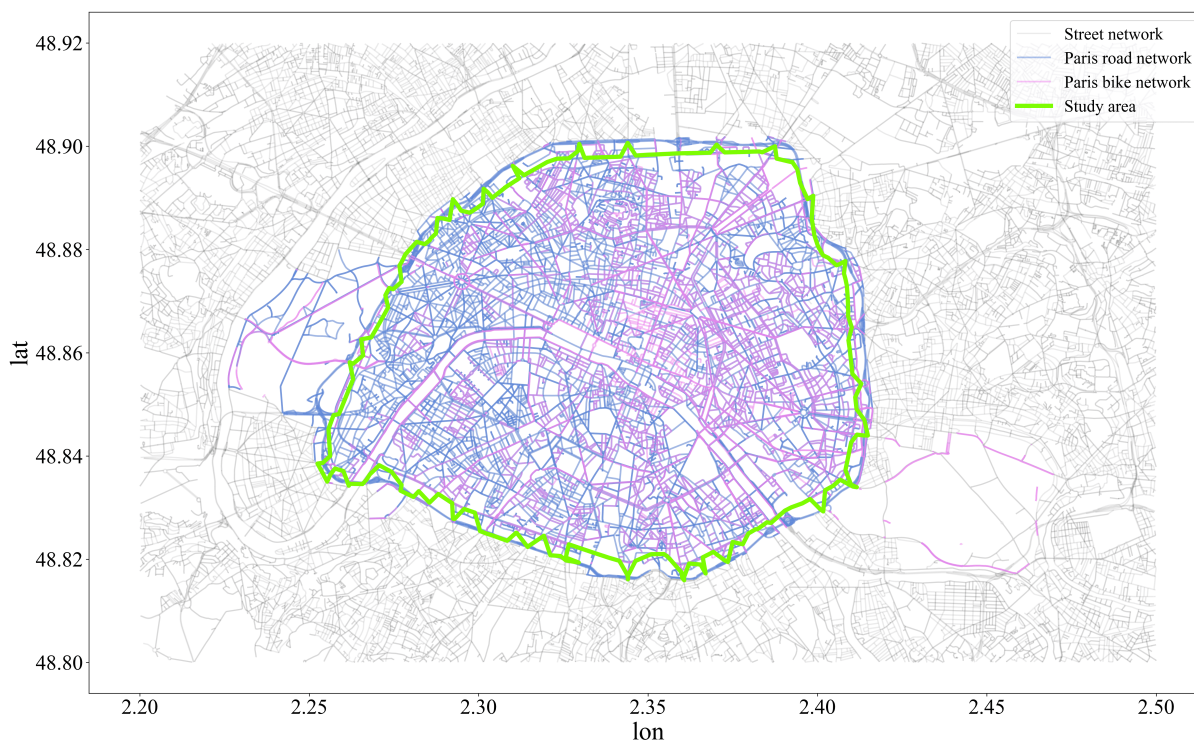 48.92
48.90
48.88
48.86
48.84
48.82
48.80
lat
Street network
Paris road network
Paris bike network
Study area
2.20 2.25 2.30 2.35 2.40 2.45 2.50
lon